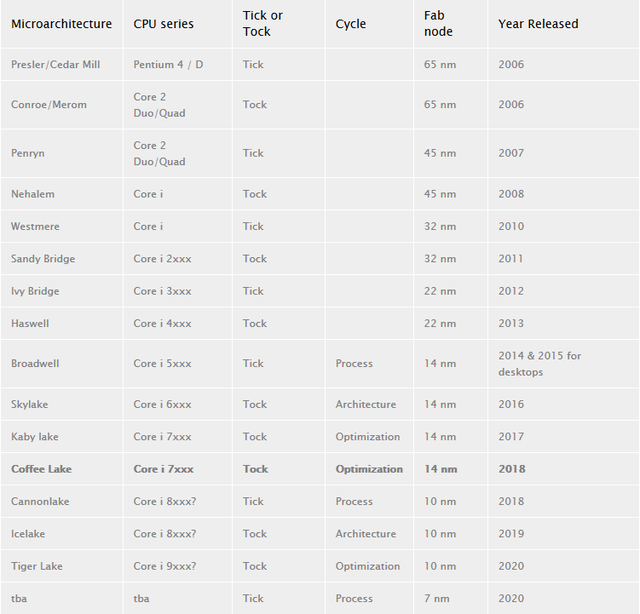 Microarchitecture CPU series Tick or Tock Cycle Fab node Year Released
Presler/Cedar Mill Pentium 4 / D Tick 65 nm 2006
Conroe/Merom Core 2 Duo/Quad Tock 65 nm 2006
Penryn Core 2 Duo/Quad Tick 45 nm 2007
Nehalem Core i Tock 45 nm 2008
Westmere Core i Tick 32 nm 2010
Sandy Bridge Core i 2xxx Tock 32 nm 2011
Ivy Bridge Core i 3xxx Tick 22 nm 2012
Haswell Core i 4xxx Tock 22 nm 2013
Broadwell Core i 5xxx Tick Process 14 nm 2014 & 2015 for desktops
Skylake Core i 6xxx Tock Architecture 14 nm 2016
Kaby lake Core i 7xxx Tock Optimization 14 nm 2017
Coffee Lake Core i 7xxx Tock Optimization 14 nm 2018
Cannonlake Core i 8xxx? Tick Process 10 nm 2018
Icelake Core i 8xxx? Tock Architecture 10 nm 2019
Tiger Lake Core i 9xxx? Tock Optimization 10 nm 2020
tba tba Tick Process 7 nm 2020